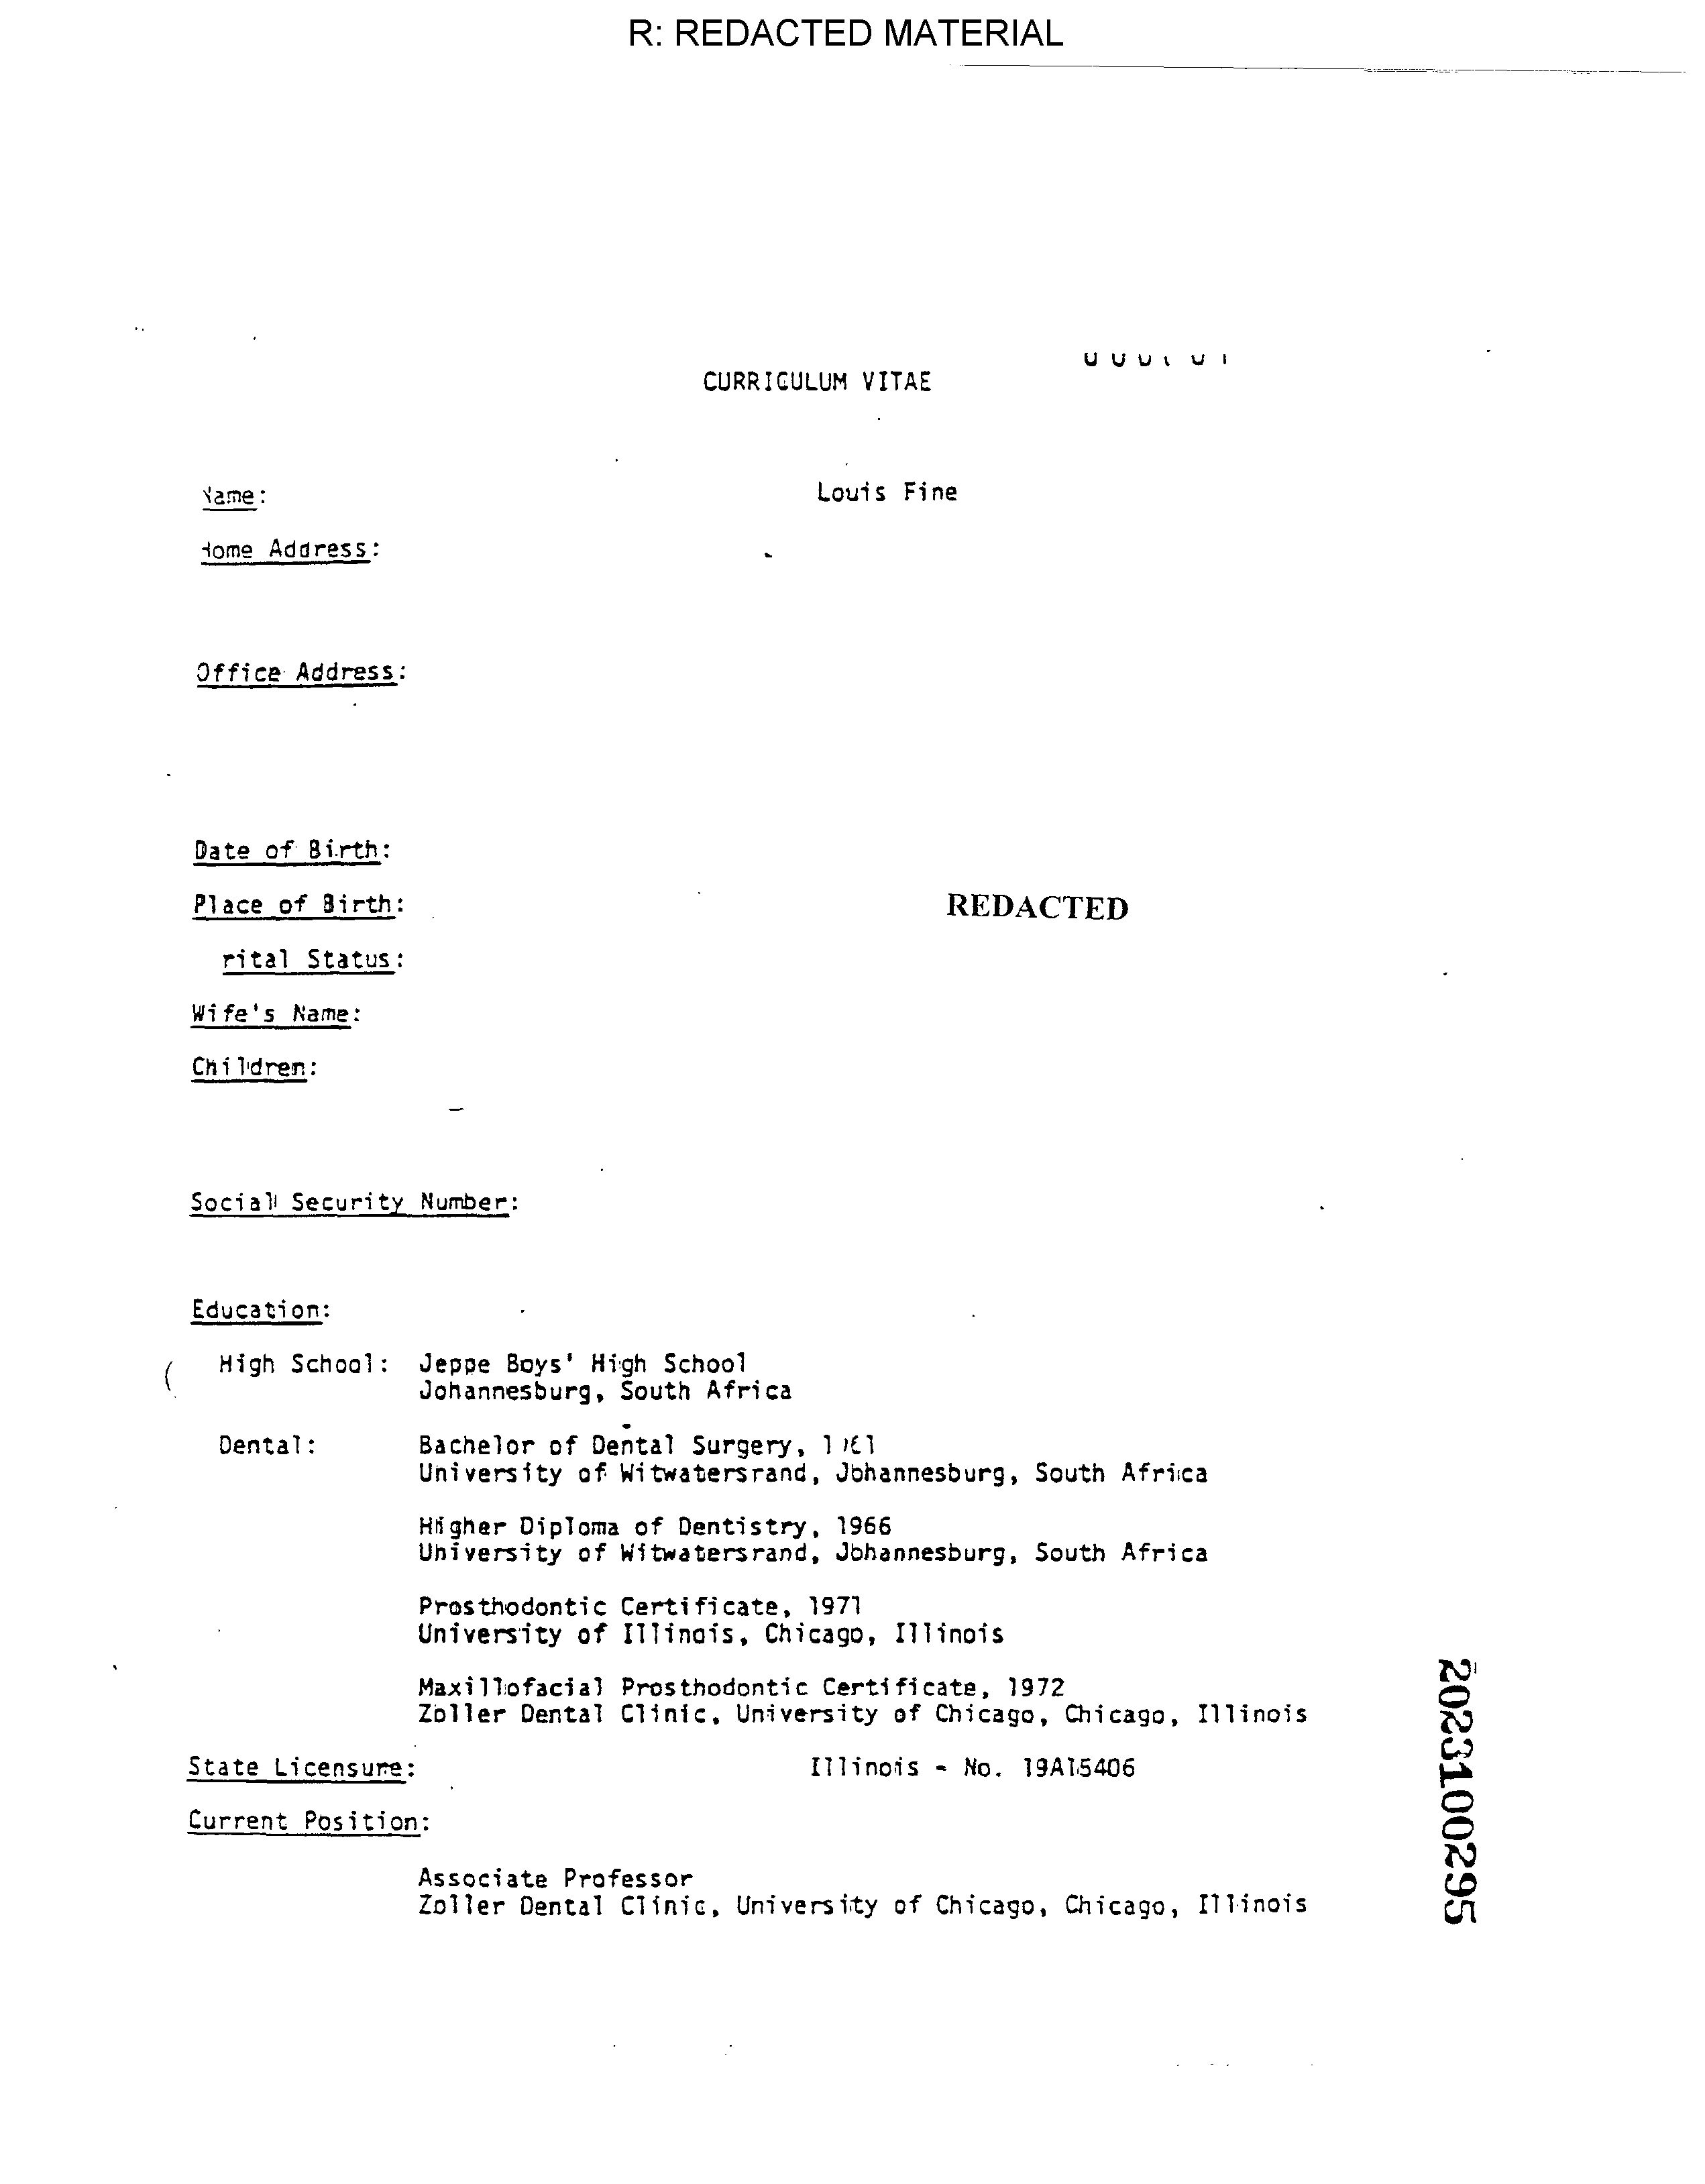 R: REDACTED MATERIAL
CURRICULUM VITAE
Name: Louis Fine
Home Address:
Office Address:
Date of Birth:
Place of Birth:
REDACTED
rital Status:
Wife's Name:
Children:
Social Security Number:
Education:
High School: Jeppe Boys' High School
Johannesburg, South Africa
Dental: Bachelor of Dental Surgery,
University of Witwatersrand, Johannesburg, South Africa
Higher Diploma of Dentistry, 1966
University of Witwatersrand, Johannesburg, South Africa
Prosthodontic Certificate, 1971
University of Illinois, Chicago, Illinois
Maxillofacial Prosthodontic Certificate, 1972
Zoller Dental Clinic, University of Chicago, Chicago, Illinois
State Licensure: Illinois - No. 19A15406
Current Position:
Associate Professor
Zoller Dental Clinic, University of Chicago, Chicago, Illinois
2023100295